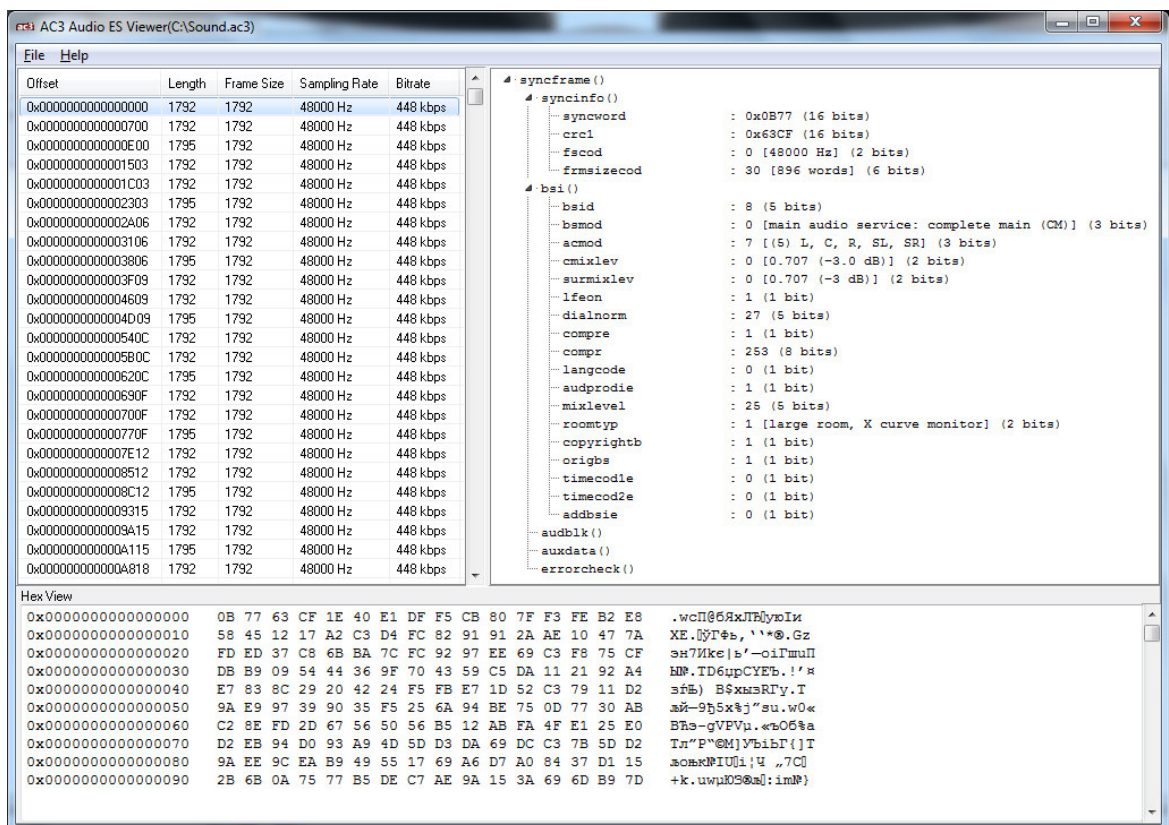 AC3 Audio ES Viewer(C:\Sound.ac3)
File Help
Offset Length Frame Size Sampling Rate Bitrate
0x0000000000000000 1792 1792 48000 Hz 448 kbps
0x0000000000000700 1792 1792 48000 Hz 448 kbps
0x0000000000000E00 1795 1792 48000 Hz 448 kbps
0x0000000000001503 1792 1792 48000 Hz 448 kbps
0x0000000000001C03 1792 1792 48000 Hz 448 kbps
0x0000000000002303 1795 1792 48000 Hz 448 kbps
0x0000000000002A06 1792 1792 48000 Hz 448 kbps
0x0000000000003106 1792 1792 48000 Hz 448 kbps
0x0000000000003806 1795 1792 48000 Hz 448 kbps
0x0000000000003F09 1792 1792 48000 Hz 448 kbps
0x0000000000004609 1792 1792 48000 Hz 448 kbps
0x0000000000004D09 1795 1792 48000 Hz 448 kbps
0x000000000000540C 1792 1792 48000 Hz 448 kbps
0x0000000000005B0C 1792 1792 48000 Hz 448 kbps
0x000000000000620C 1795 1792 48000 Hz 448 kbps
0x000000000000690F 1792 1792 48000 Hz 448 kbps
0x000000000000700F 1792 1792 48000 Hz 448 kbps
0x000000000000770F 1795 1792 48000 Hz 448 kbps
0x0000000000007E12 1792 1792 48000 Hz 448 kbps
0x0000000000008512 1792 1792 48000 Hz 448 kbps
0x0000000000008C12 1795 1792 48000 Hz 448 kbps
0x0000000000009315 1792 1792 48000 Hz 448 kbps
0x0000000000009A15 1792 1792 48000 Hz 448 kbps
0x000000000000A115 1795 1792 48000 Hz 448 kbps
0x000000000000A818 1792 1792 48000 Hz 448 kbps
syncframe()
syncinfo()
syncword : 0x0B77 (16 bits)
crc1 : 0x63CF (16 bits)
fscod : 0 [48000 Hz] (2 bits)
frmsizecod : 30 [896 words] (6 bits)
bsi()
bsid : 8 (5 bits)
bsmod : 0 [main audio service: complete main (CM)] (3 bits)
acmod : 7 [(5) L, C, R, SL, SR] (3 bits)
cmixlev : 0 [0.707 (-3.0 dB)] (2 bits)
surmixlev : 0 [0.707 (-3 dB)] (2 bits)
lfeon : 1 (1 bit)
dialnorm : 27 (5 bits)
compre : 1 (1 bit)
compr : 253 (8 bits)
langcode : 0 (1 bit)
audprodie : 1 (1 bit)
mixlevel : 25 (5 bits)
roomtyp : 1 [large room, X curve monitor] (2 bits)
copyrightb : 1 (1 bit)
origbs : 1 (1 bit)
timecod1e : 0 (1 bit)
timecod2e : 0 (1 bit)
addbsie : 0 (1 bit)
audblk()
auxdata()
errorcheck()
Hex View
0x0000000000000000 0B 77 63 CF 1E 40 E1 DF F5 CB 80 7F F3 FE B2 E8
0x0000000000000010 58 45 12 17 A2 C3 D4 FC 82 91 91 2A AE 10 47 7A
0x0000000000000020 FD ED 37 C8 6B BA 7C FC 92 97 EE 69 C3 F8 75 CF
0x0000000000000030 DB B9 09 54 44 36 9F 70 43 59 C5 DA 11 21 92 A4
0x0000000000000040 E7 83 8C 29 20 42 24 F5 FB E7 1D 52 C3 79 11 D2
0x0000000000000050 9A E9 97 39 90 35 F5 25 6A 94 BE 75 0D 77 30 AB
0x0000000000000060 C2 8E FD 2D 67 56 50 56 B5 12 AB FA 4F E1 25 E0
0x0000000000000070 D2 EB 94 D0 93 A9 4D 5D D3 DA 69 DC C3 7B 5D D2
0x0000000000000080 9A EE 9C EA B9 49 55 17 69 A6 D7 A0 84 37 D1 15
0x0000000000000090 2B 6B 0A 75 77 B5 DE C7 AE 9A 15 3A 69 6D B9 7D